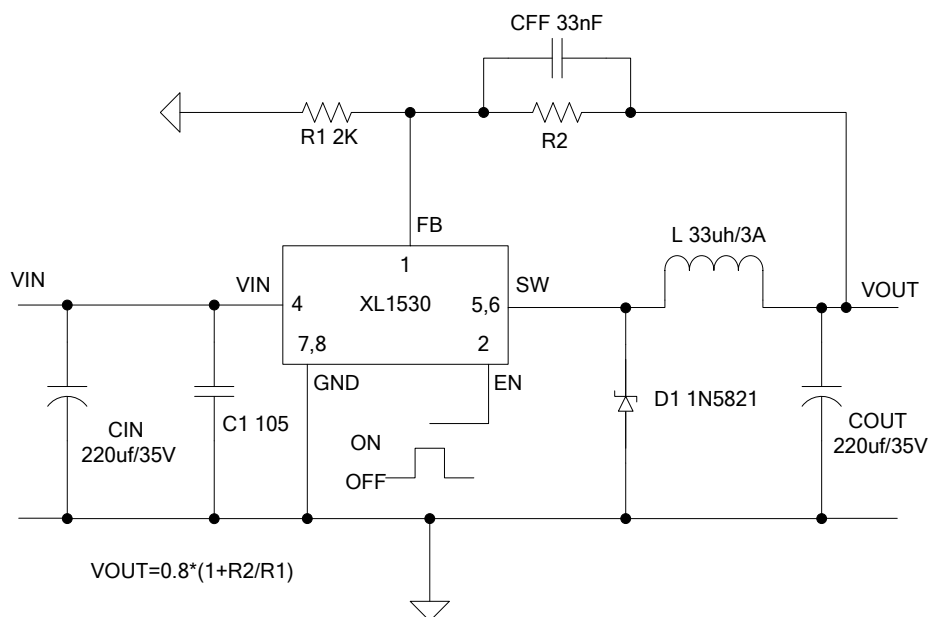 CFF 33nF
R1 2K
R2
FB
L 33uh/3A
1
VIN
VIN
SW
VOUT
4
XL1530
5,6
7,8
2
GND
EN
D1 1N5821
CIN
220uf/35V
C1 105
ON
OFF
COUT
220uf/35V
VOUT=0.8*(1+R2/R1)